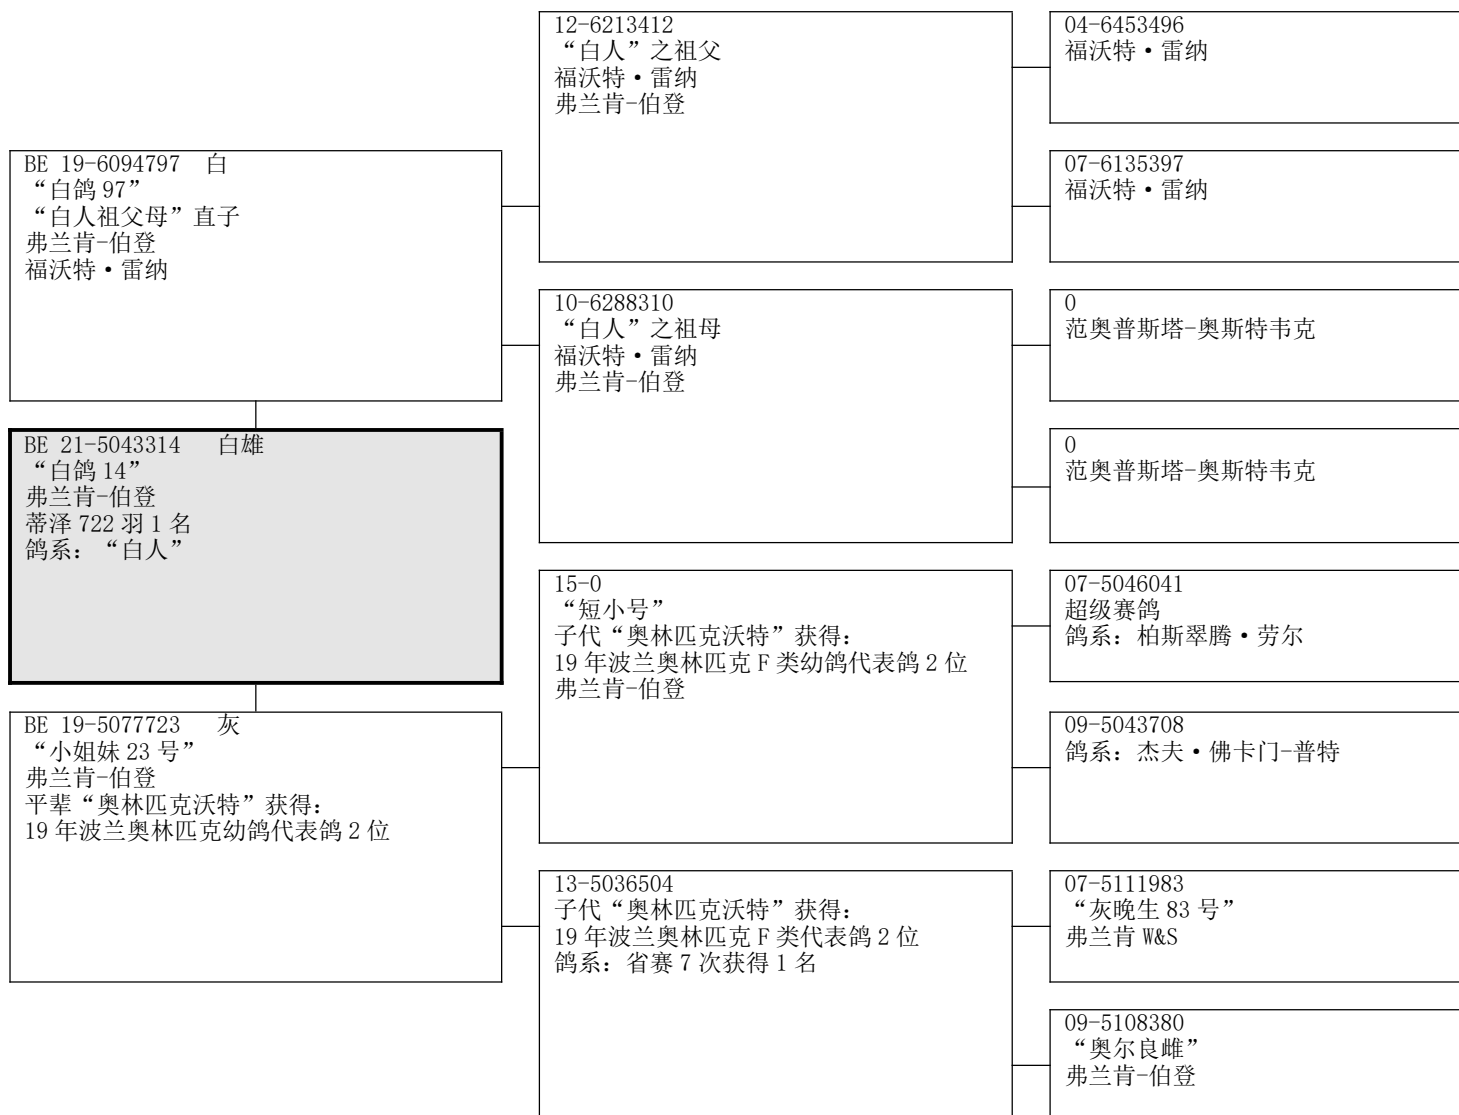 BE 19-6094797 白
“白鸽 97”
“白人祖父母”直子
弗兰肯-伯登
福沃特·雷纳
BE 21-5043314 白雄
“白鸽 14”
弗兰肯-伯登
蒂泽 722 羽 1 名
鸽系：“白人”
BE 19-5077723 灰
“小姐妹 23 号”
弗兰肯-伯登
平辈“奥林匹克沃特”获得：
19 年波兰奥林匹克幼鸽代表鸽 2 位
12-6213412
“白人”之祖父
福沃特·雷纳
弗兰肯-伯登
10-6288310
“白人”之祖母
福沃特·雷纳
弗兰肯-伯登
15-0
“短小号”
子代“奥林匹克沃特”获得：
19 年波兰奥林匹克 F 类幼鸽代表鸽 2 位
弗兰肯-伯登
13-5036504
子代“奥林匹克沃特”获得：
19 年波兰奥林匹克 F 类代表鸽 2 位
鸽系：省赛 7 次获得 1 名
04-6453496
福沃特·雷纳
07-6135397
福沃特·雷纳
0
范奥普斯塔-奥斯特韦克
0
范奥普斯塔-奥斯特韦克
07-5046041
超级赛鸽
鸽系：柏斯翠腾·劳尔
09-5043708
鸽系：杰夫·佛卡门-普特
07-5111983
“灰晚生 83 号”
弗兰肯 W&S
09-5108380
“奥尔良雌”
弗兰肯-伯登